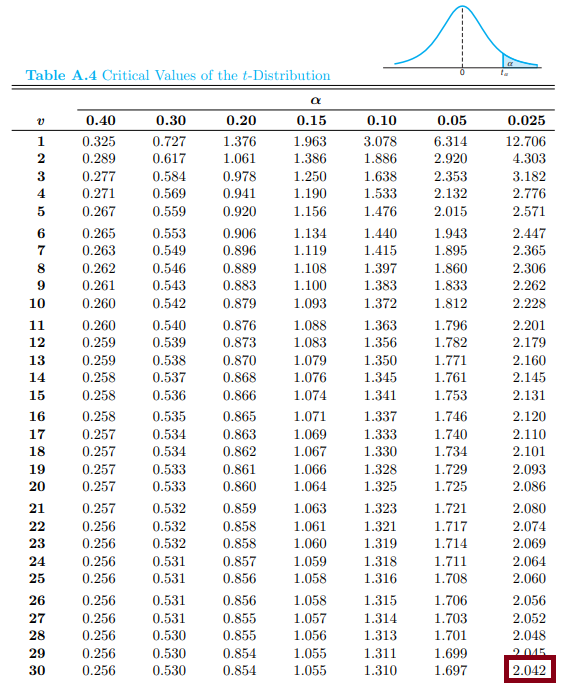 0 α tα
Table A.4 Critical Values of the t-Distribution
α
v 0.40 0.30 0.20 0.15 0.10 0.05 0.025
1 0.325 0.727 1.376 1.963 3.078 6.314 12.706
2 0.289 0.617 1.061 1.386 1.886 2.920 4.303
3 0.277 0.584 0.978 1.250 1.638 2.353 3.182
4 0.271 0.569 0.941 1.190 1.533 2.132 2.776
5 0.267 0.559 0.920 1.156 1.476 2.015 2.571
6 0.265 0.553 0.906 1.134 1.440 1.943 2.447
7 0.263 0.549 0.896 1.119 1.415 1.895 2.365
8 0.262 0.546 0.889 1.108 1.397 1.860 2.306
9 0.261 0.543 0.883 1.100 1.383 1.833 2.262
10 0.260 0.542 0.879 1.093 1.372 1.812 2.228
11 0.260 0.540 0.876 1.088 1.363 1.796 2.201
12 0.259 0.539 0.873 1.083 1.356 1.782 2.179
13 0.259 0.538 0.870 1.079 1.350 1.771 2.160
14 0.258 0.537 0.868 1.076 1.345 1.761 2.145
15 0.258 0.536 0.866 1.074 1.341 1.753 2.131
16 0.258 0.535 0.865 1.071 1.337 1.746 2.120
17 0.257 0.534 0.863 1.069 1.333 1.740 2.110
18 0.257 0.534 0.862 1.067 1.330 1.734 2.101
19 0.257 0.533 0.861 1.066 1.328 1.729 2.093
20 0.257 0.533 0.860 1.064 1.325 1.725 2.086
21 0.257 0.532 0.859 1.063 1.323 1.721 2.080
22 0.256 0.532 0.858 1.061 1.321 1.717 2.074
23 0.256 0.532 0.858 1.060 1.319 1.714 2.069
24 0.256 0.531 0.857 1.059 1.318 1.711 2.064
25 0.256 0.531 0.856 1.058 1.316 1.708 2.060
26 0.256 0.531 0.856 1.058 1.315 1.706 2.056
27 0.256 0.531 0.855 1.057 1.314 1.703 2.052
28 0.256 0.530 0.855 1.056 1.313 1.701 2.048
29 0.256 0.530 0.854 1.055 1.311 1.699 2.045
30 0.256 0.530 0.854 1.055 1.310 1.697 2.042